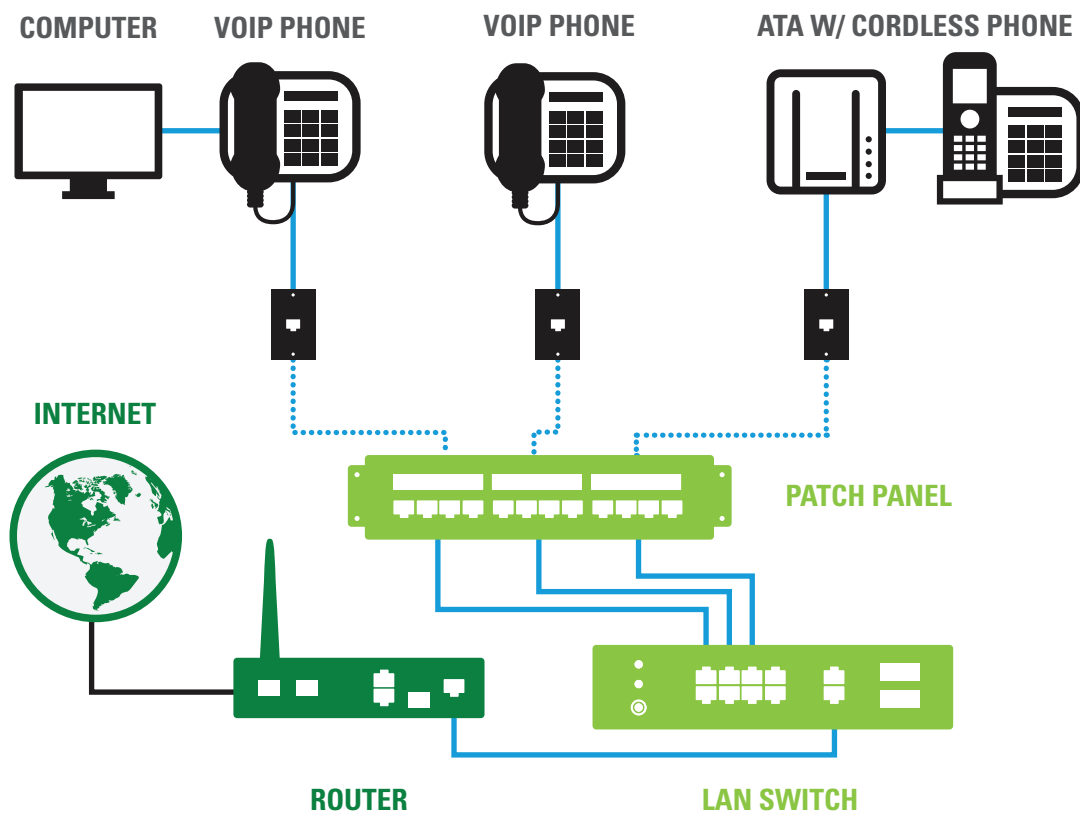 COMPUTER
VOIP PHONE
VOIP PHONE
ATA W/ CORDLESS PHONE
INTERNET
PATCH PANEL
ROUTER
LAN SWITCH